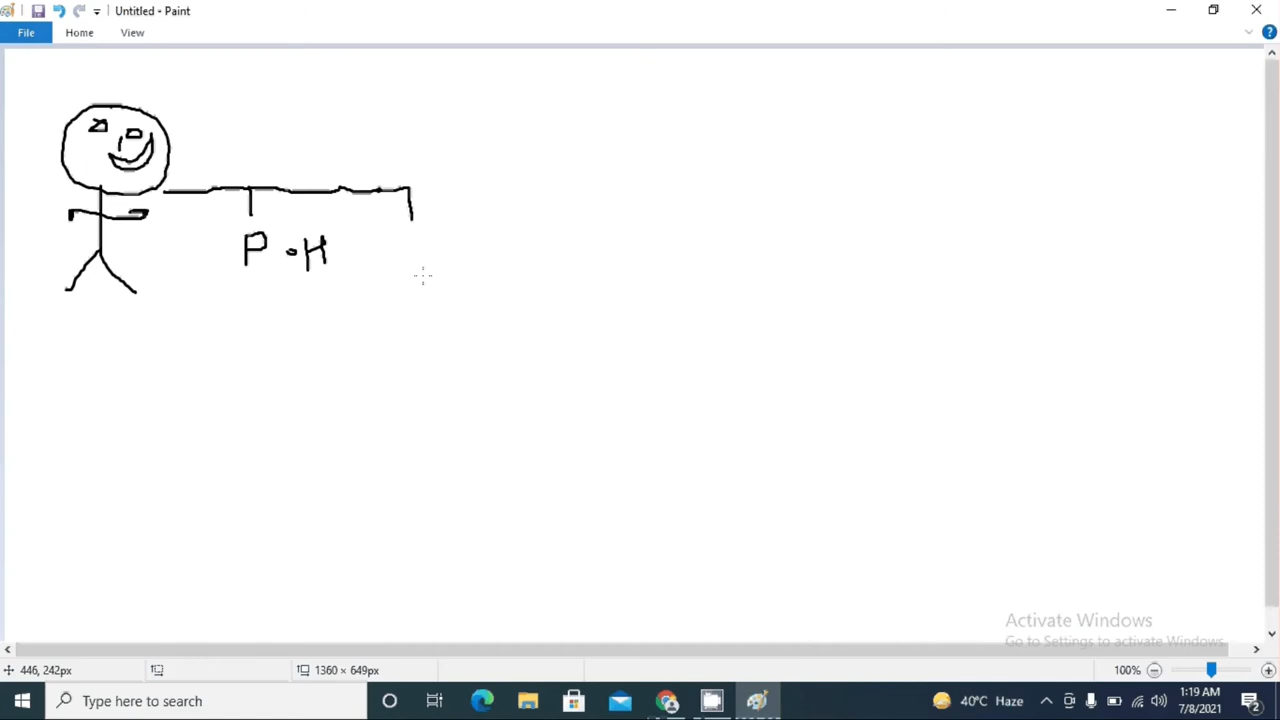 Untitled - Paint
File Home View
P .H
Activate Windows
Go to Settings to activate Windows.
446, 242px 1360 × 649px 100%
Type here to search 40°C Haze 1:19 AM
7/8/2021 2